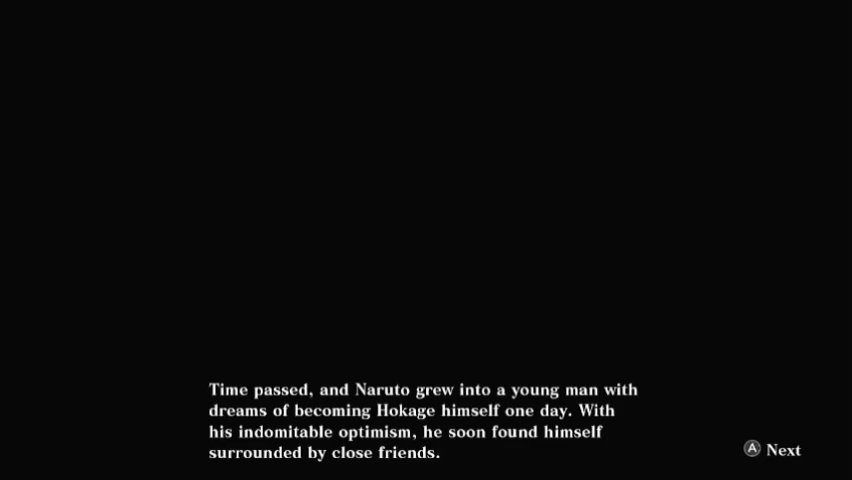 Time passed, and Naruto grew into a young man with
dreams of becoming Hokage himself one day. With
his indomitable optimism, he soon found himself
surrounded by close friends.
A Next